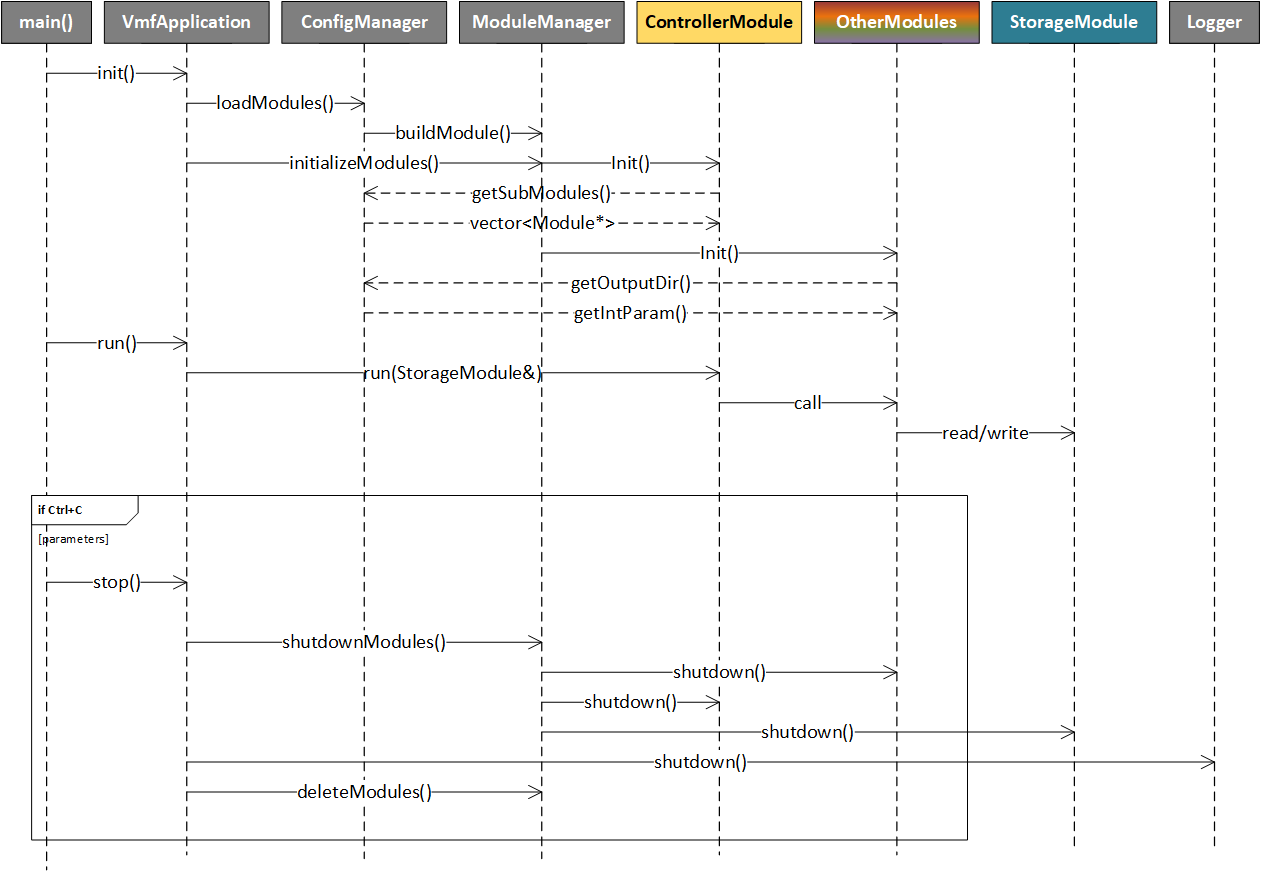 main()
VmfApplication
ConfigManager
ModuleManager
ControllerModule
OtherModules
StorageModule
Logger
init()
loadModules()
buildModule()
initializeModules()
Init()
getSubModules()
vector<Module*>
Init()
getOutputDir()
getIntParam()
run()
run(StorageModule&)
call
read/write
if Ctrl+C
[parameters]
stop()
shutdownModules()
shutdown()
shutdown()
shutdown()
shutdown()
deleteModules()